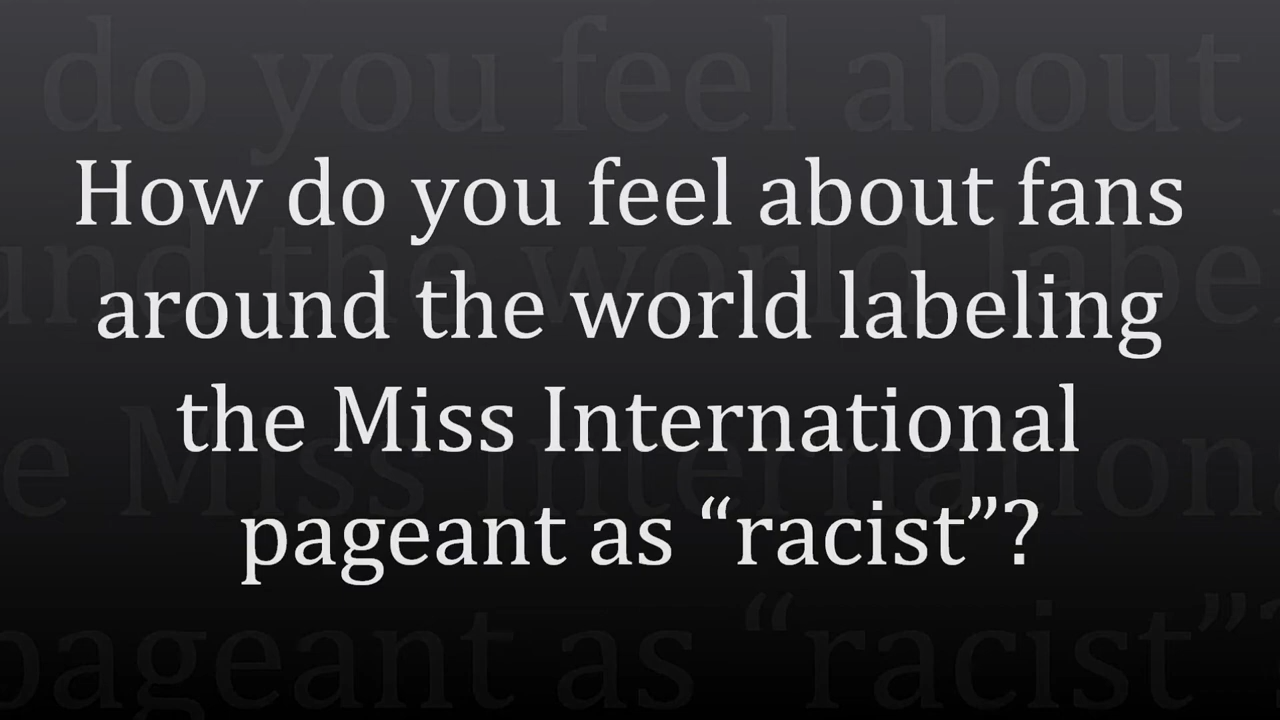 How do you feel about fans
around the world labeling
the Miss International
pageant as “racist”?